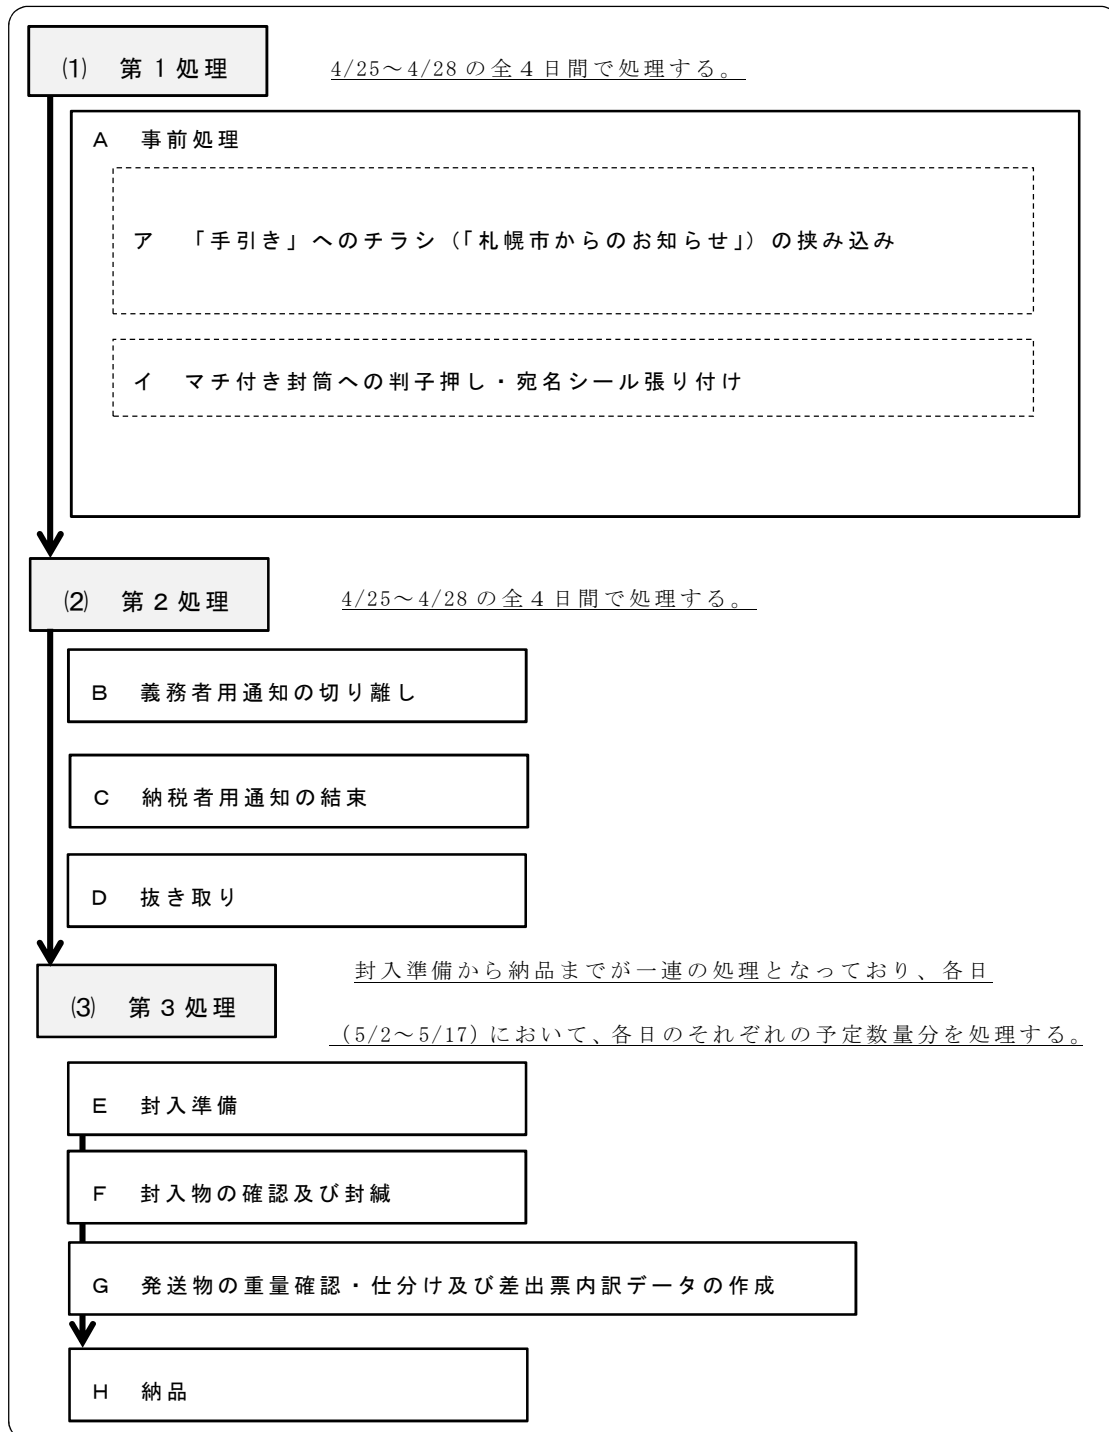 ⑴ 第１処理
4/25～4/28の全４日間で処理する。
Ａ 事前処理
ア 「手引き」へのチラシ（「札幌市からのお知らせ」）の挟み込み
イ マチ付き封筒への判子押し・宛名シール張り付け
⑵ 第２処理
4/25～4/28の全４日間で処理する。
Ｂ 義務者用通知の切り離し
Ｃ 納税者用通知の結束
Ｄ 抜き取り
⑶ 第３処理
封入準備から納品までが一連の処理となっており、各日
(5/2～5/17)において、各日のそれぞれの予定数量分を処理する。
Ｅ 封入準備
Ｆ 封入物の確認及び封緘
Ｇ 発送物の重量確認・仕分け及び差出票内訳データの作成
Ｈ 納品